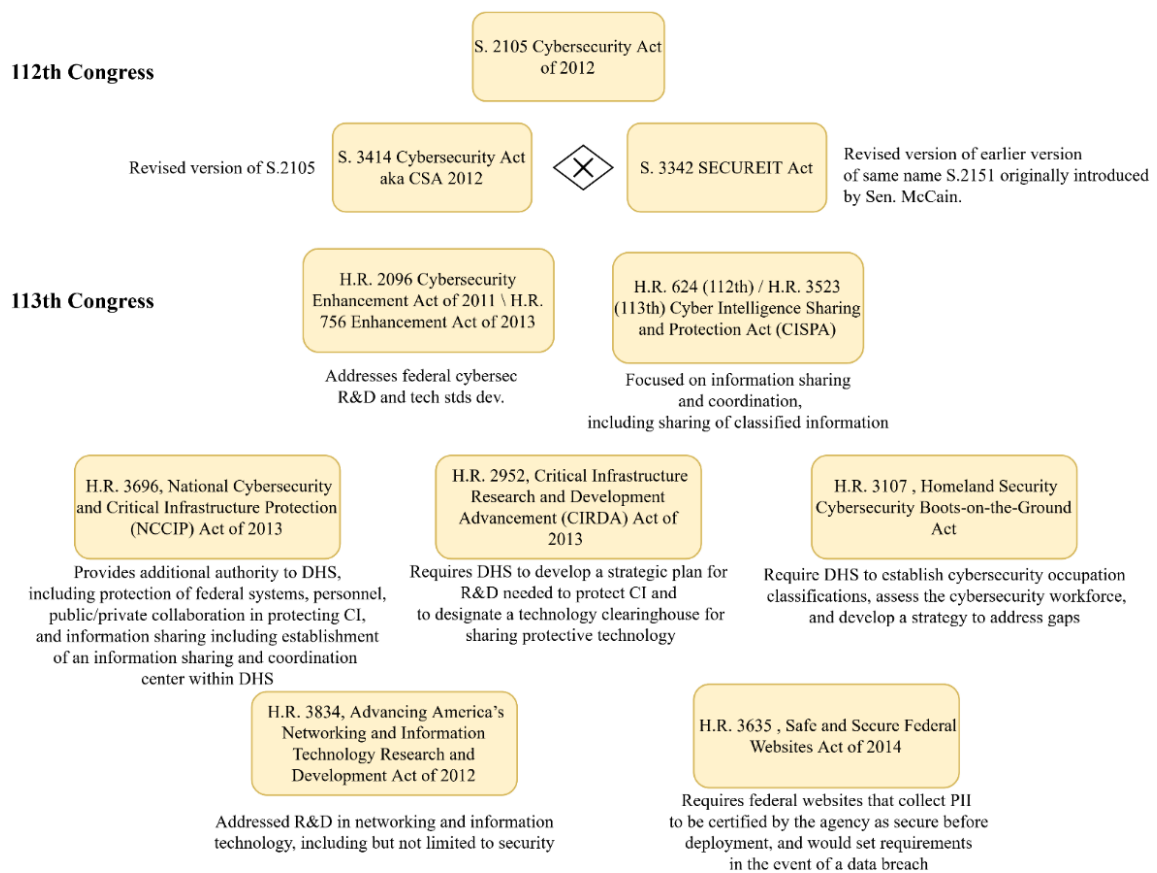 S. 2105 Cybersecurity Act
of 2012
112th Congress
Revised version of S.2105
S. 3414 Cybersecurity Act
aka CSA 2012
S. 3342 SECUREIT Act
Revised version of earlier version
of same name S.2151 originally introduced
by Sen. McCain.
113th Congress
H.R. 2096 Cybersecurity
Enhancement Act of 2011 \ H.R.
756 Enhancement Act of 2013
H.R. 624 (112th) / H.R. 3523
(113th) Cyber Intelligence Sharing
and Protection Act (CISPA)
Addresses federal cybersec
R&D and tech stds dev.
Focused on information sharing
and coordination,
including sharing of classified information
H.R. 3696, National Cybersecurity
and Critical Infrastructure Protection
(NCCIP) Act of 2013
H.R. 2952, Critical Infrastructure
Research and Development
Advancement (CIRDA) Act of
2013
H.R. 3107 , Homeland Security
Cybersecurity Boots-on-the-Ground
Act
Provides additional authority to DHS,
including protection of federal systems, personnel,
public/private collaboration in protecting CI,
and information sharing including establishment
of an information sharing and coordination
center within DHS
Requires DHS to develop a strategic plan for
R&D needed to protect CI and
to designate a technology clearinghouse for
sharing protective technology
Require DHS to establish cybersecurity occupation
classifications, assess the cybersecurity workforce,
and develop a strategy to address gaps
H.R. 3834, Advancing America’s
Networking and Information
Technology Research and
Development Act of 2012
H.R. 3635 , Safe and Secure Federal
Websites Act of 2014
Addressed R&D in networking and information
technology, including but not limited to security
Requires federal websites that collect PII
to be certified by the agency as secure before
deployment, and would set requirements
in the event of a data breach